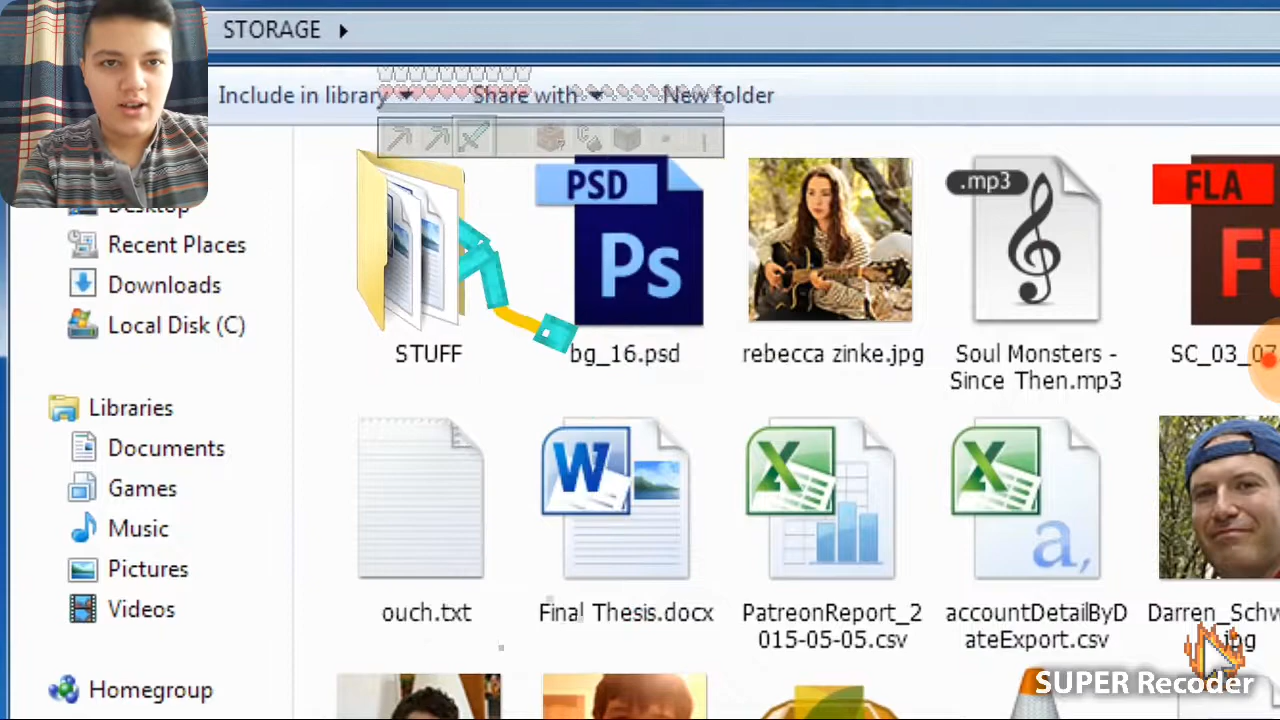 STORAGE
Include in library
Share with
New folder
Desktop
Recent Places
Downloads
Local Disk (C)
Libraries
Documents
Games
Music
Pictures
Videos
Homegroup
STUFF
PSD
Ps
bg_16.psd
rebecca zinke.jpg
.mp3
Soul Monsters -
Since Then.mp3
FLA
SC_03_07
ouch.txt
W
Final Thesis.docx
X
PatreonReport_2
015-05-05.csv
X
a,
accountDetailByD
ateExport.csv
Darren_Schw
.jpg
SUPER Recoder